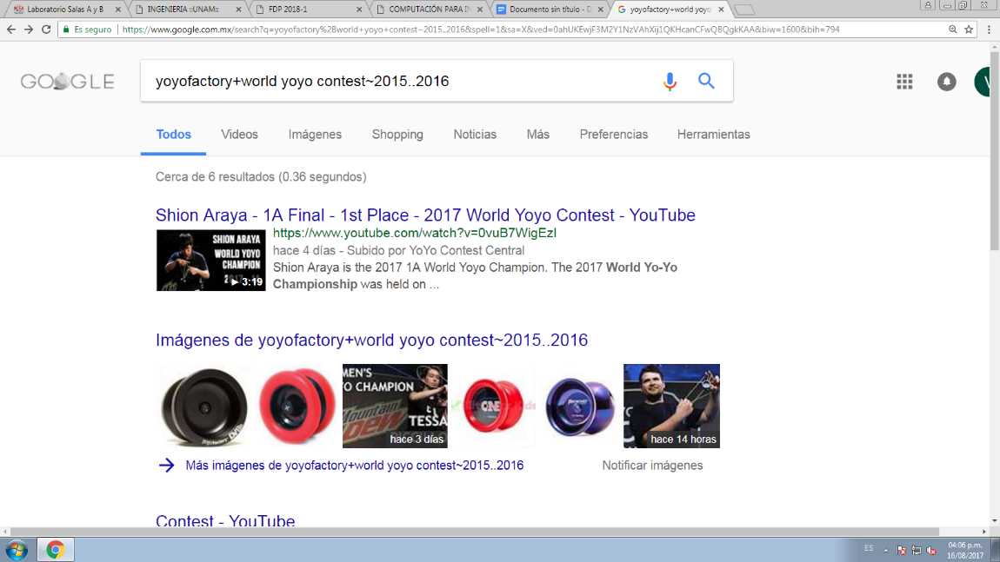 Laboratorio Salas A y B
INGENIERIA ::UNAM::
FDP 2018-1
COMPUTACIÓN PARA IN
Documento sin título - D
yoyofactory+world yoyo
Es seguro
https://www.google.com.mx/search?q=yoyofactory%2Bworld+yoyo+contest~2015..2016&spell=1&sa=X&ved=0ahUKEwjF3M2Y1NzVAhXij1QKHcanCFwQBQgkKAA&biw=1600&bih=794
GOOGLE
yoyofactory+world yoyo contest~2015..2016
Todos Videos Imágenes Shopping Noticias Más Preferencias Herramientas
Cerca de 6 resultados (0.36 segundos)
Shion Araya - 1A Final - 1st Place - 2017 World Yoyo Contest - YouTube
SHION ARAYA
WORLD YOYO
CHAMPION
2017
3:19
https://www.youtube.com/watch?v=0vuB7WigEzI
hace 4 días - Subido por YoYo Contest Central
Shion Araya is the 2017 1A World Yoyo Champion. The 2017 World Yo-Yo
Championship was held on ...
Imágenes de yoyofactory+world yoyo contest~2015..2016
yoyofactory
MEN'S
YO CHAMPION
Mountain
Dew
TESSA
hace 3 días
ONE
Kids
hace 14 horas
Más imágenes de yoyofactory+world yoyo contest~2015..2016
Notificar imágenes
Contest - YouTube
ES
04:06 p.m.
16/08/2017